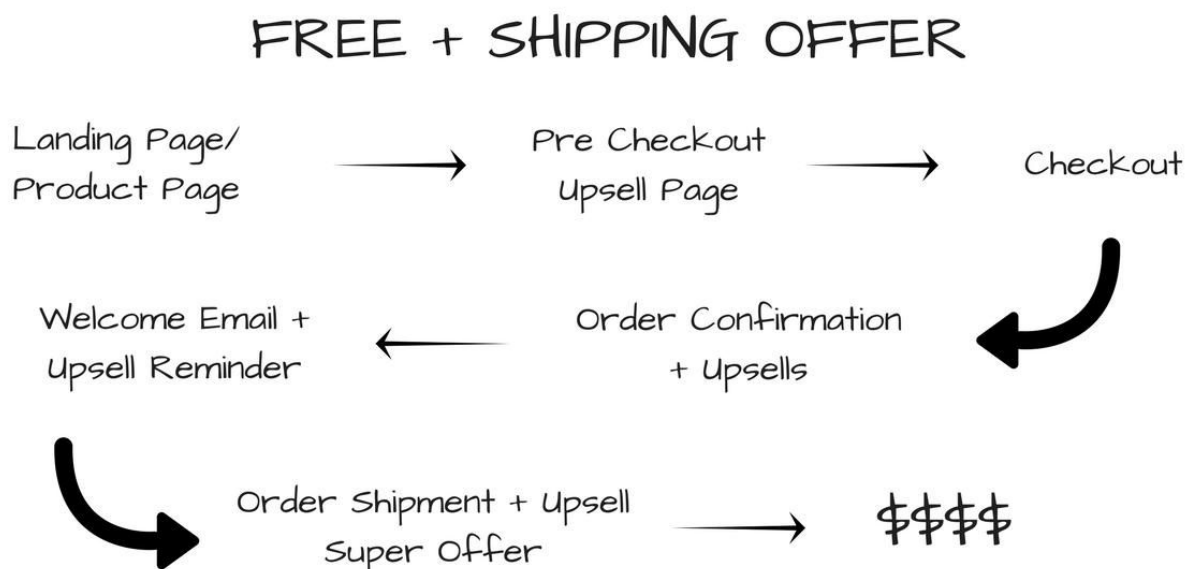 FREE + SHIPPING OFFER
Landing Page/
Product Page
Pre Checkout
Upsell Page
Checkout
Order Confirmation
+ Upsells
Welcome Email +
Upsell Reminder
Order Shipment + Upsell
Super Offer
$$$$